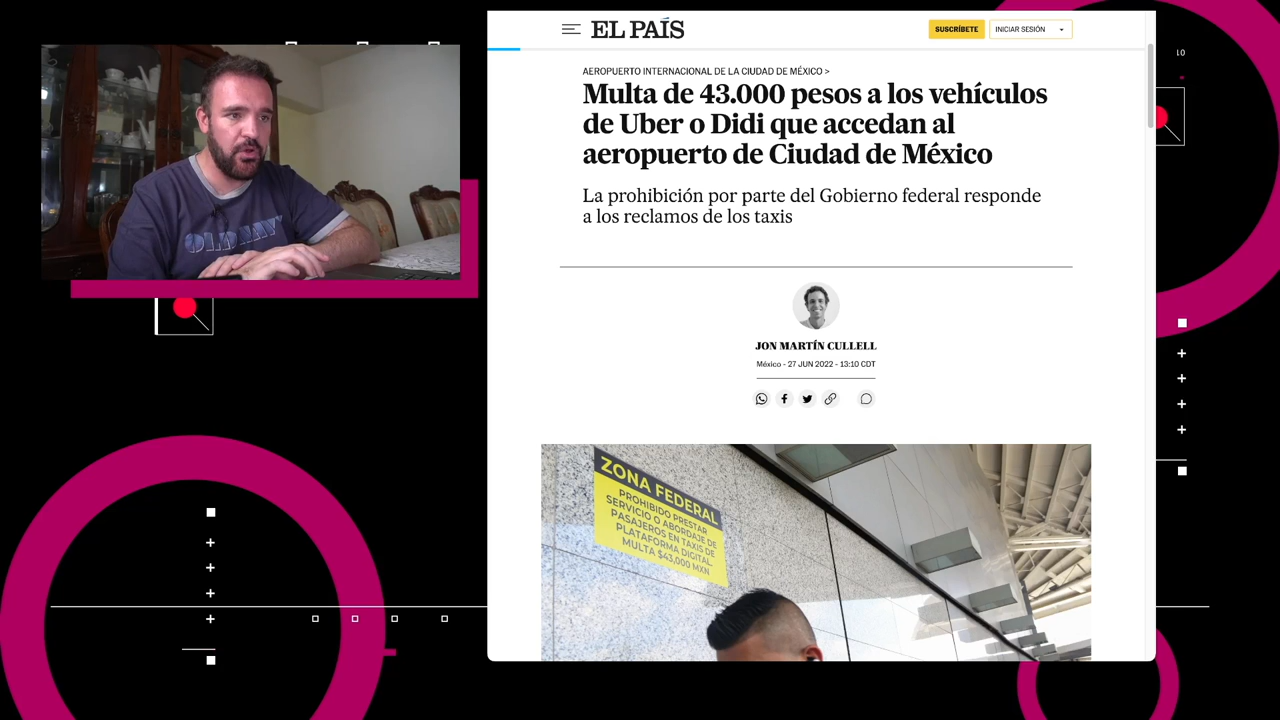 OLD NAVY
EL PAÍS
SUSCRÍBETE
INICIAR SESIÓN
AEROPUERTO INTERNACIONAL DE LA CIUDAD DE MÉXICO >
Multa de 43.000 pesos a los vehículos
de Uber o Didi que accedan al
aeropuerto de Ciudad de México
La prohibición por parte del Gobierno federal responde
a los reclamos de los taxis
JON MARTÍN CULLELL
México - 27 JUN 2022 - 13:10 CDT
ZONA FEDERAL
PROHIBIDO PRESTAR
SERVICIO O ABORDAJE DE
PASAJEROS EN TAXIS DE
PLATAFORMA DIGITAL.
MULTA $43,000 MXN
10